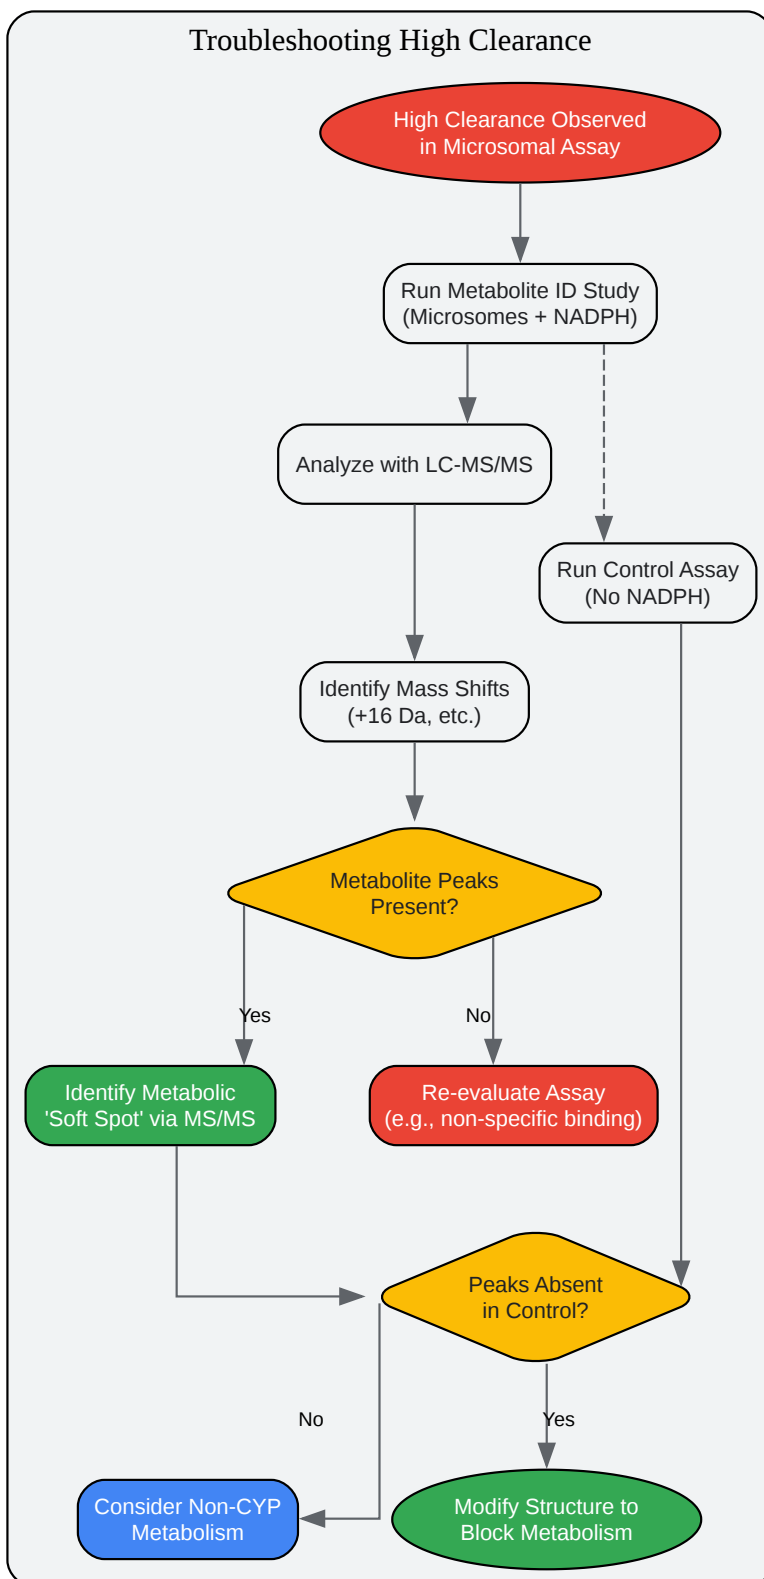 Troubleshooting High Clearance
High Clearance Observed
in Microsomal Assay
Run Metabolite ID Study
(Microsomes + NADPH)
Analyze with LC-MS/MS
Run Control Assay
(No NADPH)
Identify Mass Shifts
(+16 Da, etc.)
Metabolite Peaks
Present?
Yes
No
Identify Metabolic
'Soft Spot' via MS/MS
Re-evaluate Assay
(e.g., non-specific binding)
Peaks Absent
in Control?
No
Yes
Consider Non-CYP
Metabolism
Modify Structure to
Block Metabolism